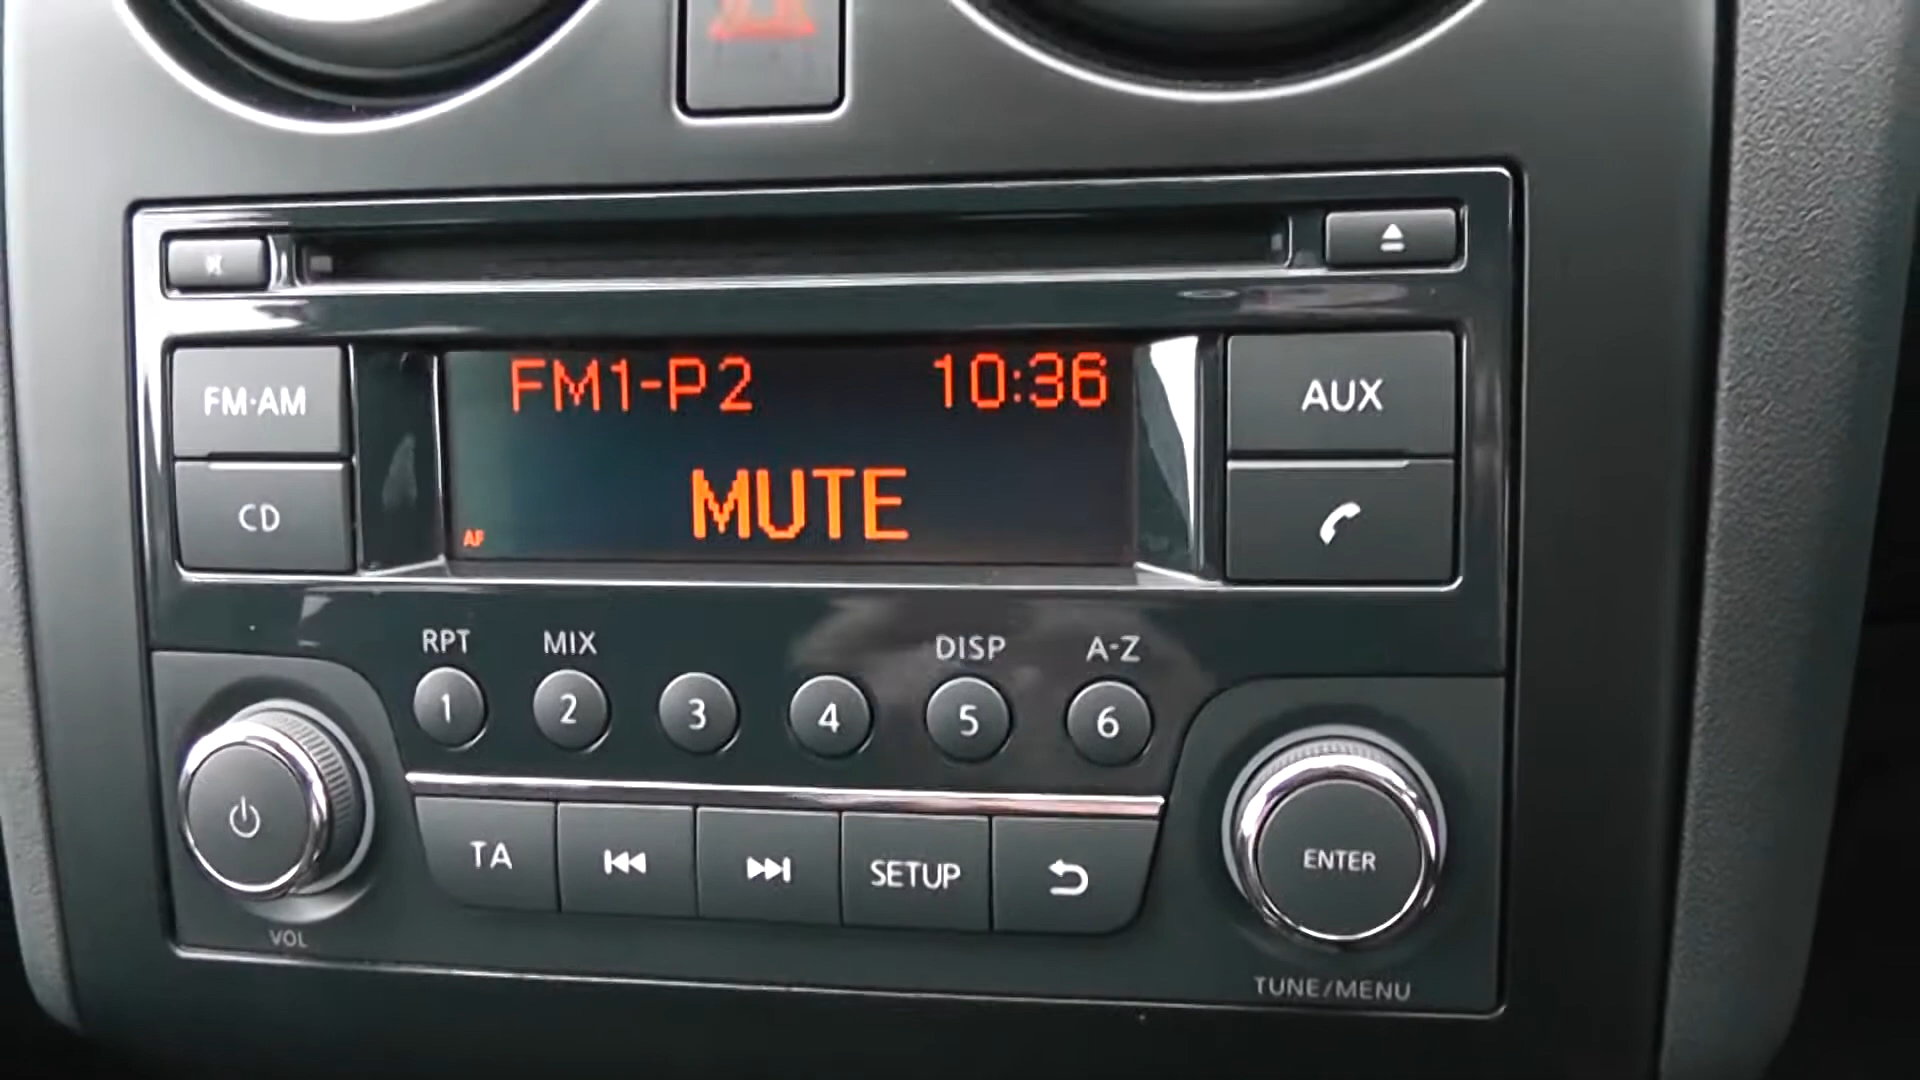 FM1-P2 10:36
FM·AM
AUX
MUTE
CD
AF
RPT MIX DISP A-Z
1 2 3 4 5 6
TA SETUP ENTER
VOL
TUNE/MENU